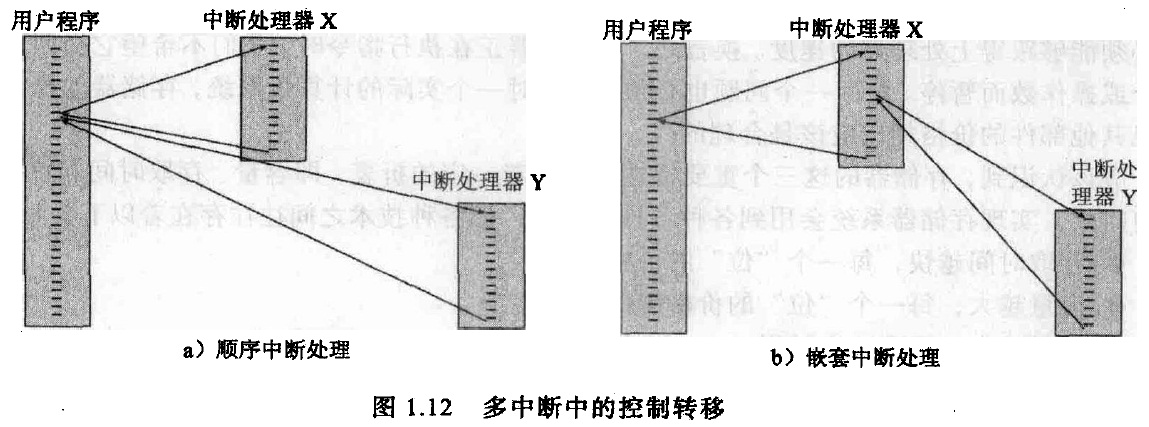 用户程序
中断处理器 X
中断处理器 Y
a）顺序中断处理
用户程序
中断处理器 X
中断处
理器 Y
b）嵌套中断处理
图 1.12 多中断中的控制转移